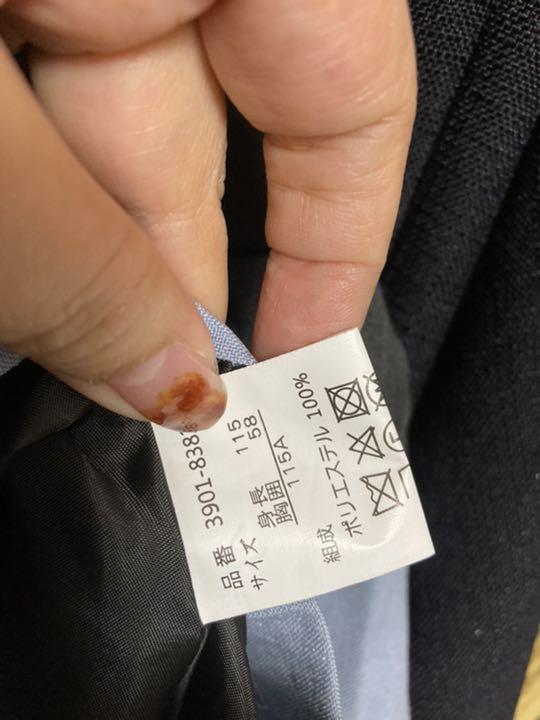 品番 3901-8383
サイズ 身長 115
胸囲 58
115A
組成
ポリエステル 100%